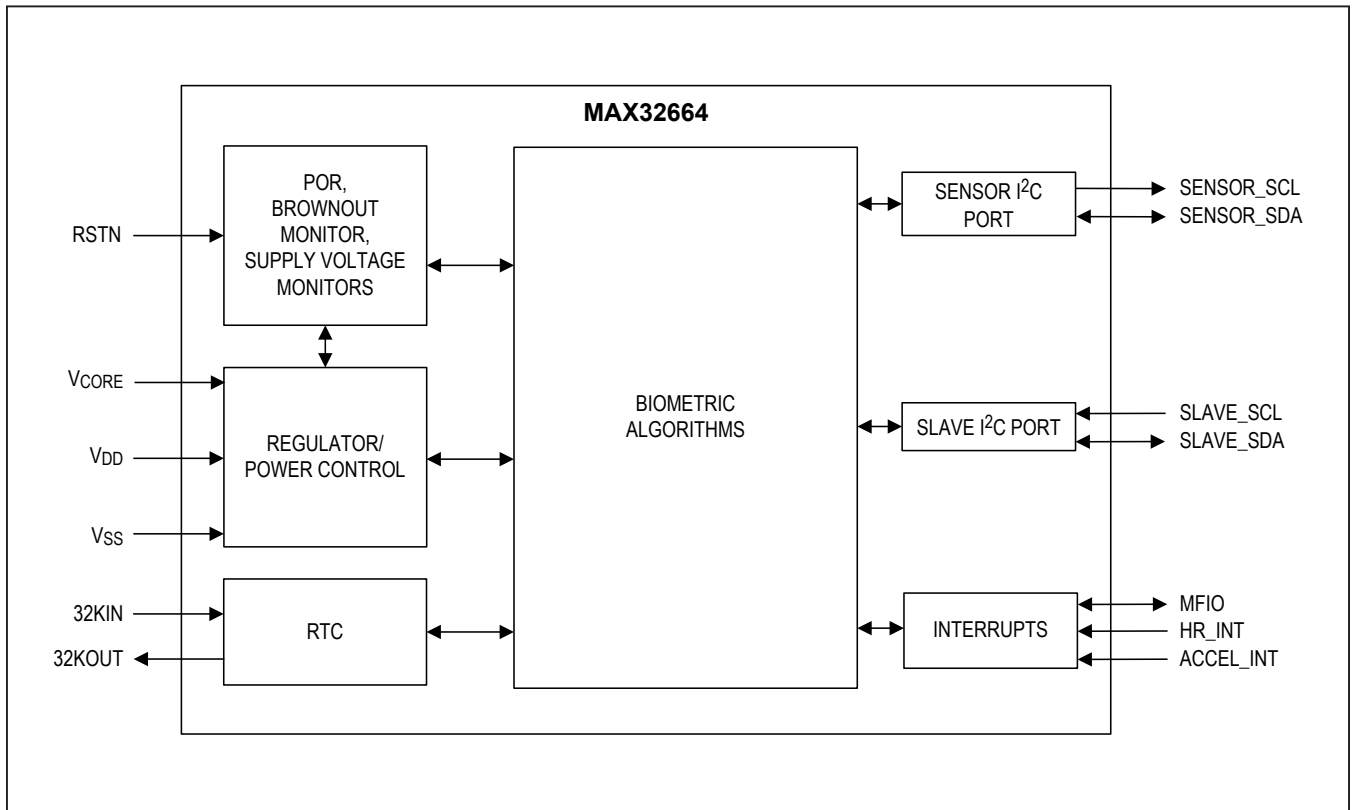 MAX32664
POR,
BROWNOUT
MONITOR,
SUPPLY VOLTAGE
MONITORS
RSTN
VCORE
VDD
VSS
REGULATOR/
POWER CONTROL
32KIN
32KOUT
RTC
BIOMETRIC
ALGORITHMS
SENSOR I²C
PORT
SENSOR_SCL
SENSOR_SDA
SLAVE I²C PORT
SLAVE_SCL
SLAVE_SDA
INTERRUPTS
MFIO
HR_INT
ACCEL_INT